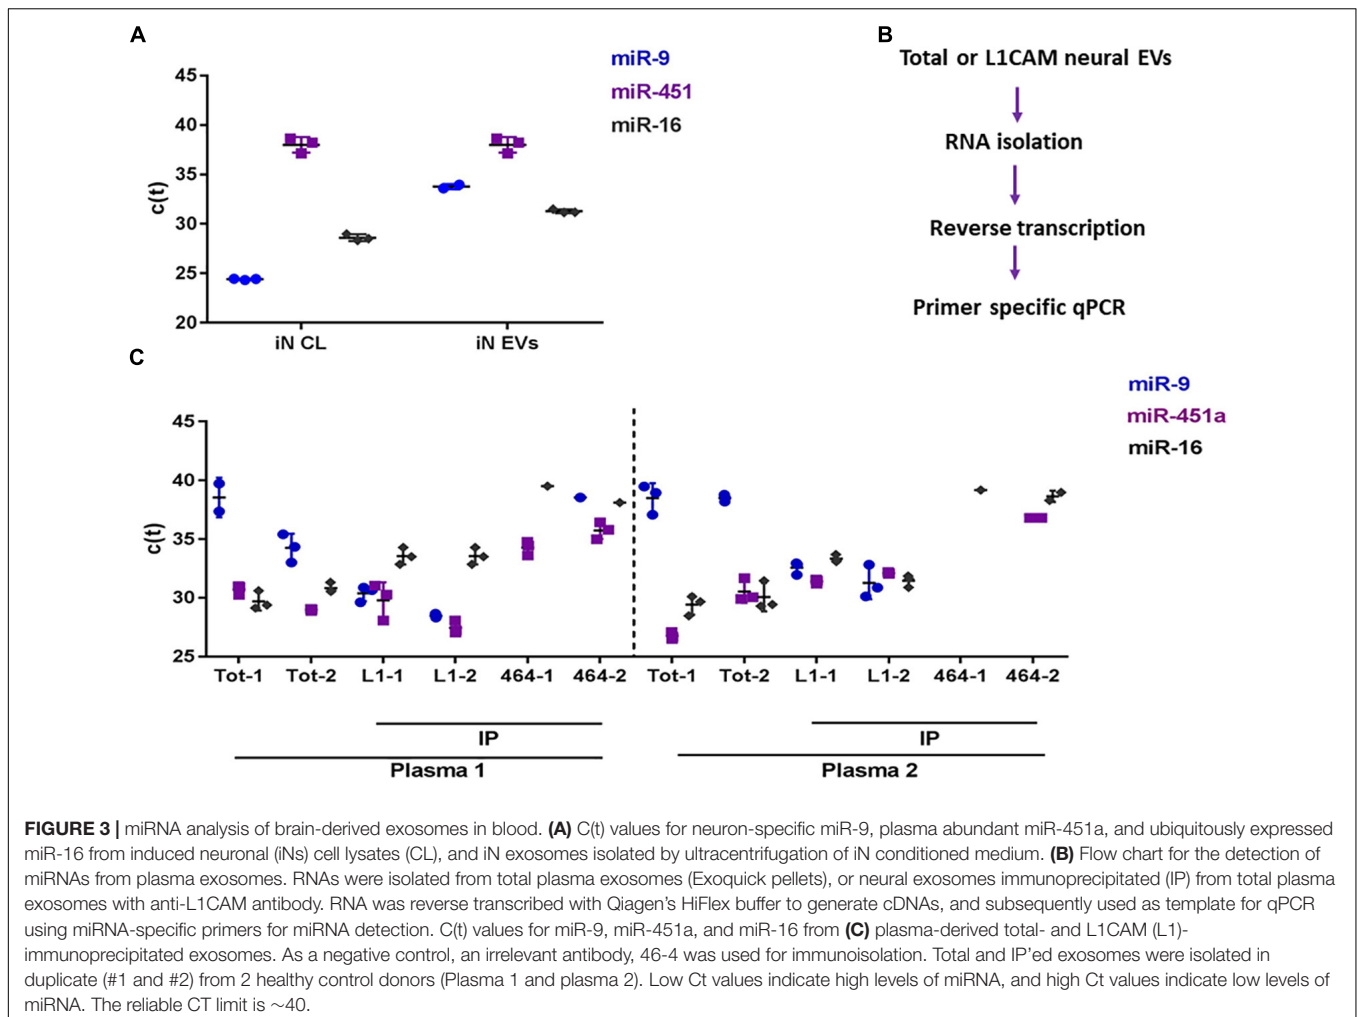 A
miR-9
miR-451
miR-16
45
40
35
30
25
20
c(t)
iN CL
iN EVs
B
Total or L1CAM neural EVs
RNA isolation
Reverse transcription
Primer specific qPCR
C
miR-9
miR-451a
miR-16
45
40
35
30
25
c(t)
Tot-1 Tot-2 L1-1 L1-2 464-1 464-2 Tot-1 Tot-2 L1-1 L1-2 464-1 464-2
IP IP
Plasma 1 Plasma 2
FIGURE 3 | miRNA analysis of brain-derived exosomes in blood. (A) C(t) values for neuron-specific miR-9, plasma abundant miR-451a, and ubiquitously expressed
miR-16 from induced neuronal (iNs) cell lysates (CL), and iN exosomes isolated by ultracentrifugation of iN conditioned medium. (B) Flow chart for the detection of
miRNAs from plasma exosomes. RNAs were isolated from total plasma exosomes (Exoquick pellets), or neural exosomes immunoprecipitated (IP) from total plasma
exosomes with anti-L1CAM antibody. RNA was reverse transcribed with Qiagen's HiFlex buffer to generate cDNAs, and subsequently used as template for qPCR
using miRNA-specific primers for miRNA detection. C(t) values for miR-9, miR-451a, and miR-16 from (C) plasma-derived total- and L1CAM (L1)-
immunoprecipitated exosomes. As a negative control, an irrelevant antibody, 46-4 was used for immunoisolation. Total and IP'ed exosomes were isolated in
duplicate (#1 and #2) from 2 healthy control donors (Plasma 1 and plasma 2). Low Ct values indicate high levels of miRNA, and high Ct values indicate low levels of
miRNA. The reliable CT limit is ∼40.